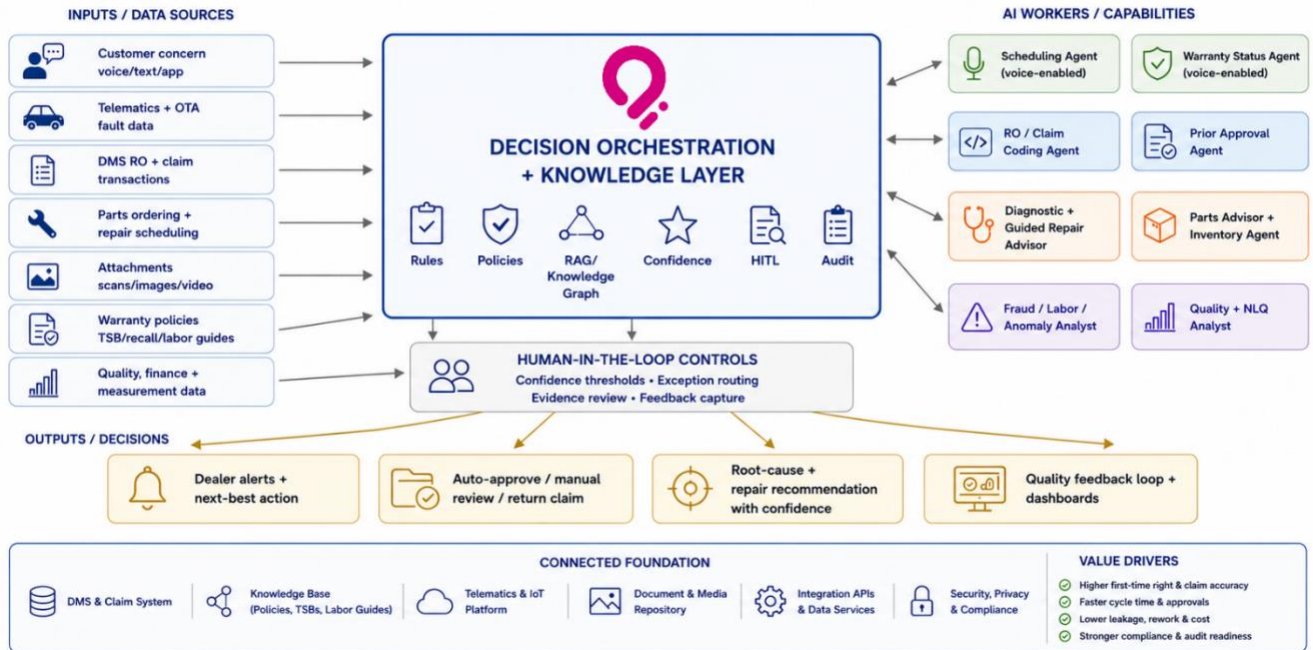 INPUTS / DATA SOURCES
Customer concern
voice/text/app
Telematics + OTA
fault data
DMS RO + claim
transactions
Parts ordering +
repair scheduling
Attachments
scans/images/video
Warranty policies
TSB/recall/labor guides
Quality, finance +
measurement data
DECISION ORCHESTRATION
+ KNOWLEDGE LAYER
Rules
Policies
RAG/
Knowledge
Graph
Confidence
HITL
Audit
AI WORKERS / CAPABILITIES
Scheduling Agent
(voice-enabled)
Warranty Status Agent
(voice-enabled)
</>
RO / Claim
Coding Agent
Prior Approval
Agent
Diagnostic +
Guided Repair
Advisor
Parts Advisor +
Inventory Agent
Fraud / Labor /
Anomaly Analyst
Quality + NLQ
Analyst
HUMAN-IN-THE-LOOP CONTROLS
Confidence thresholds • Exception routing
Evidence review • Feedback capture
OUTPUTS / DECISIONS
Dealer alerts +
next-best action
Auto-approve / manual
review / return claim
Root-cause +
repair recommendation
with confidence
Quality feedback loop +
dashboards
CONNECTED FOUNDATION
DMS & Claim System
Knowledge Base
(Policies, TSBs, Labor Guides)
Telematics & IoT
Platform
Document & Media
Repository
Integration APIs
& Data Services
Security, Privacy
& Compliance
VALUE DRIVERS
Higher first-time right & claim accuracy
Faster cycle time & approvals
Lower leakage, rework & cost
Stronger compliance & audit readiness